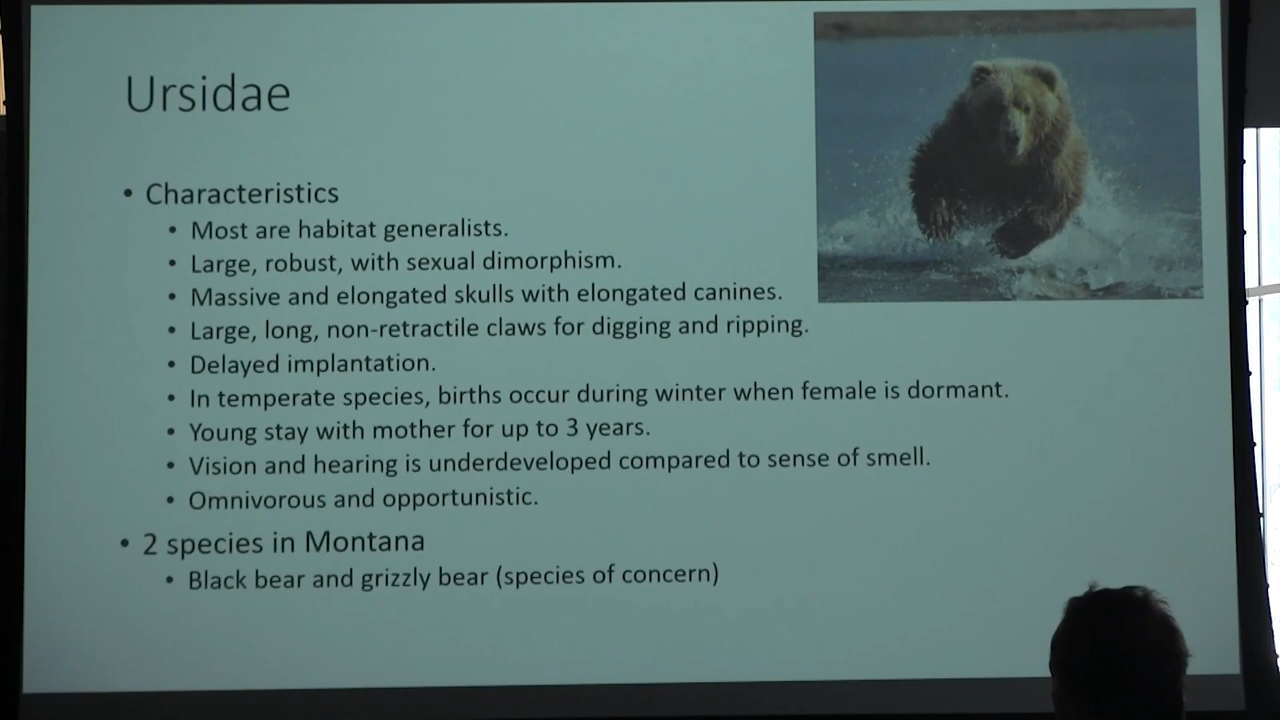 Ursidae
• Characteristics
• Most are habitat generalists.
• Large, robust, with sexual dimorphism.
• Massive and elongated skulls with elongated canines.
• Large, long, non-retractile claws for digging and ripping.
• Delayed implantation.
• In temperate species, births occur during winter when female is dormant.
• Young stay with mother for up to 3 years.
• Vision and hearing is underdeveloped compared to sense of smell.
• Omnivorous and opportunistic.
• 2 species in Montana
• Black bear and grizzly bear (species of concern)